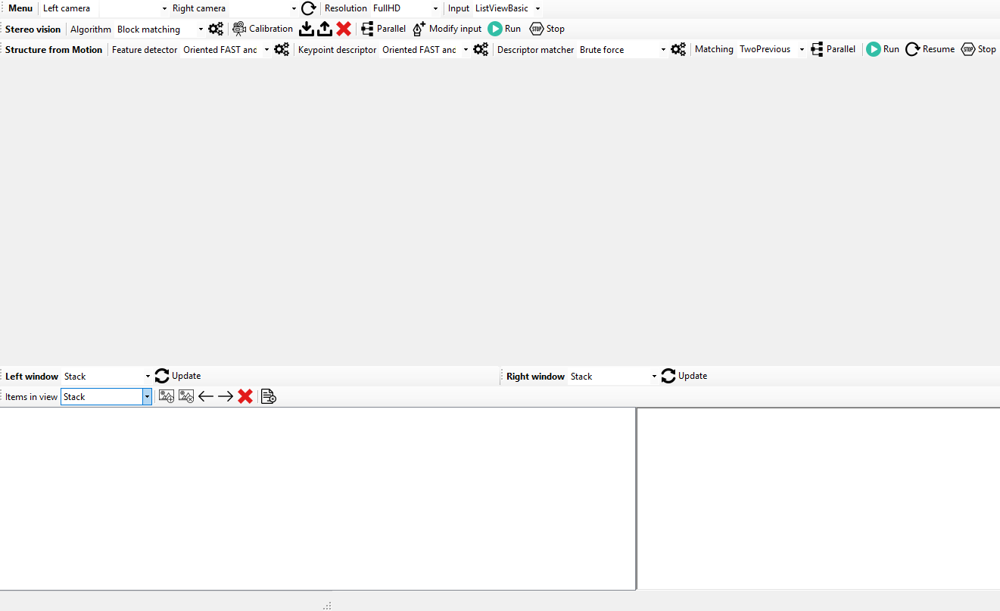 Menu Left camera Right camera Resolution FullHD Input ListViewBasic
Stereo vision Algorithm Block matching Calibration Parallel Modify input Run STOP Stop
Structure from Motion Feature detector Oriented FAST anc Keypoint descriptor Oriented FAST anc Descriptor matcher Brute force Matching TwoPrevious Parallel Run Resume STOP Stop
Left window Stack Update Right window Stack Update
Items in view Stack